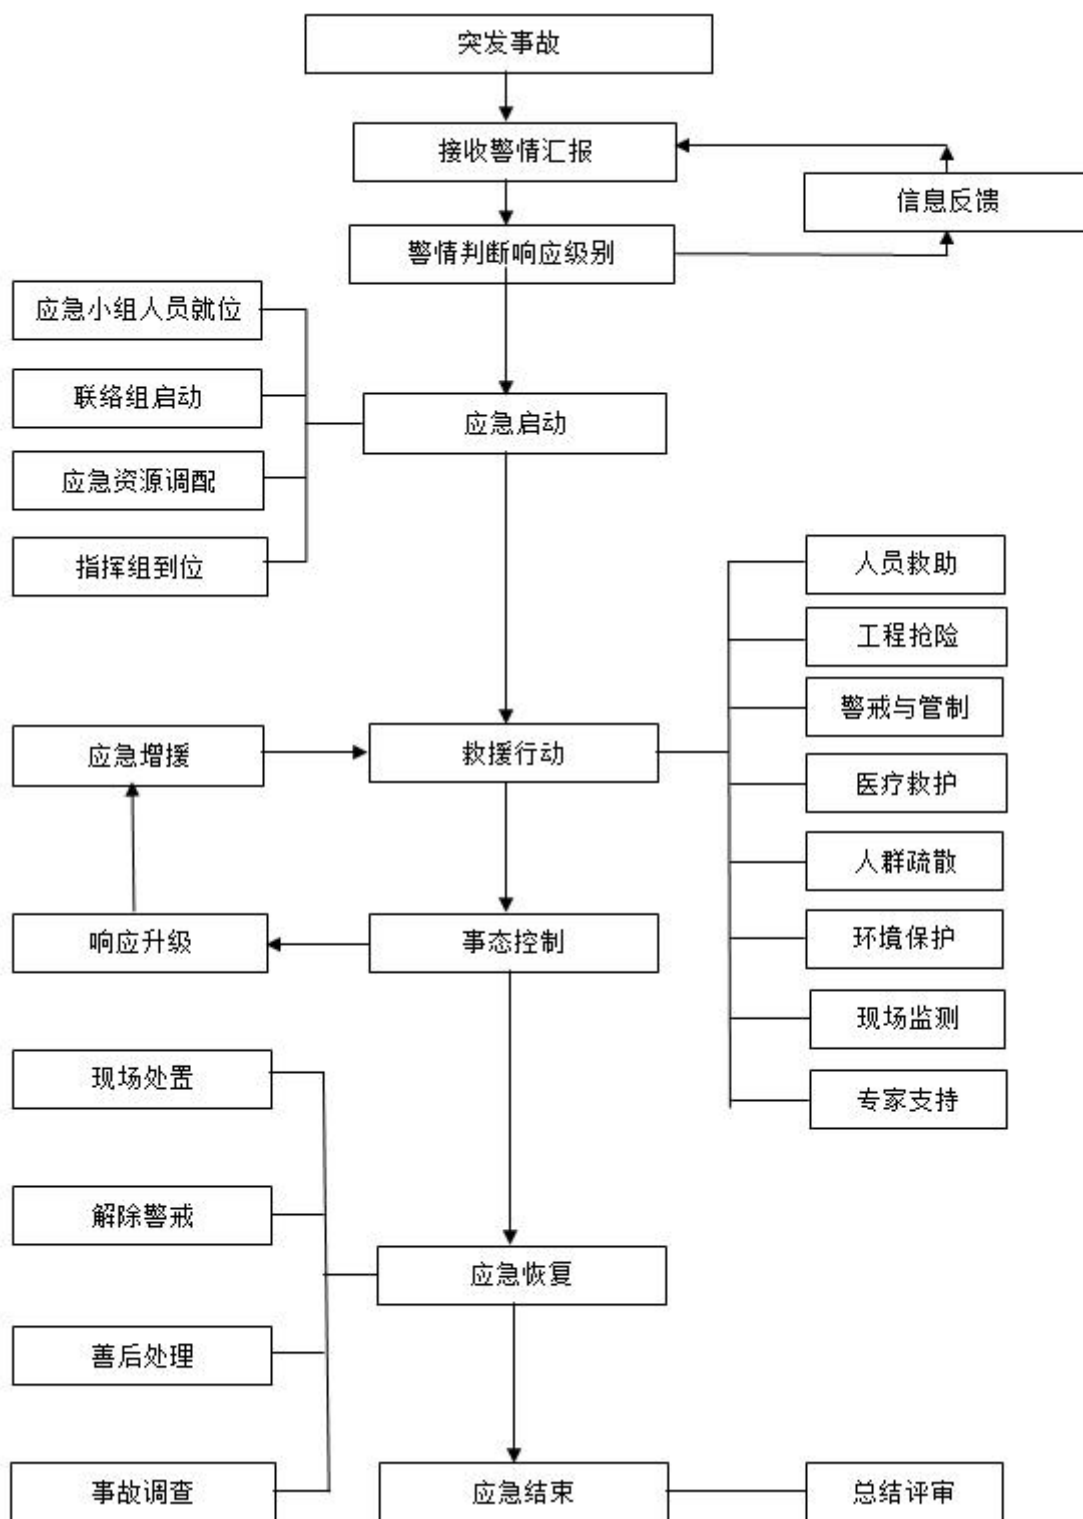 突发事故
接收警情汇报
信息反馈
警情判断响应级别
应急小组人员就位
联络组启动
应急启动
应急资源调配
指挥组到位
人员救助
工程抢险
警戒与管制
应急增援
救援行动
医疗救护
人群疏散
响应升级
事态控制
环境保护
现场监测
现场处置
专家支持
解除警戒
应急恢复
善后处理
事故调查
应急结束
总结评审